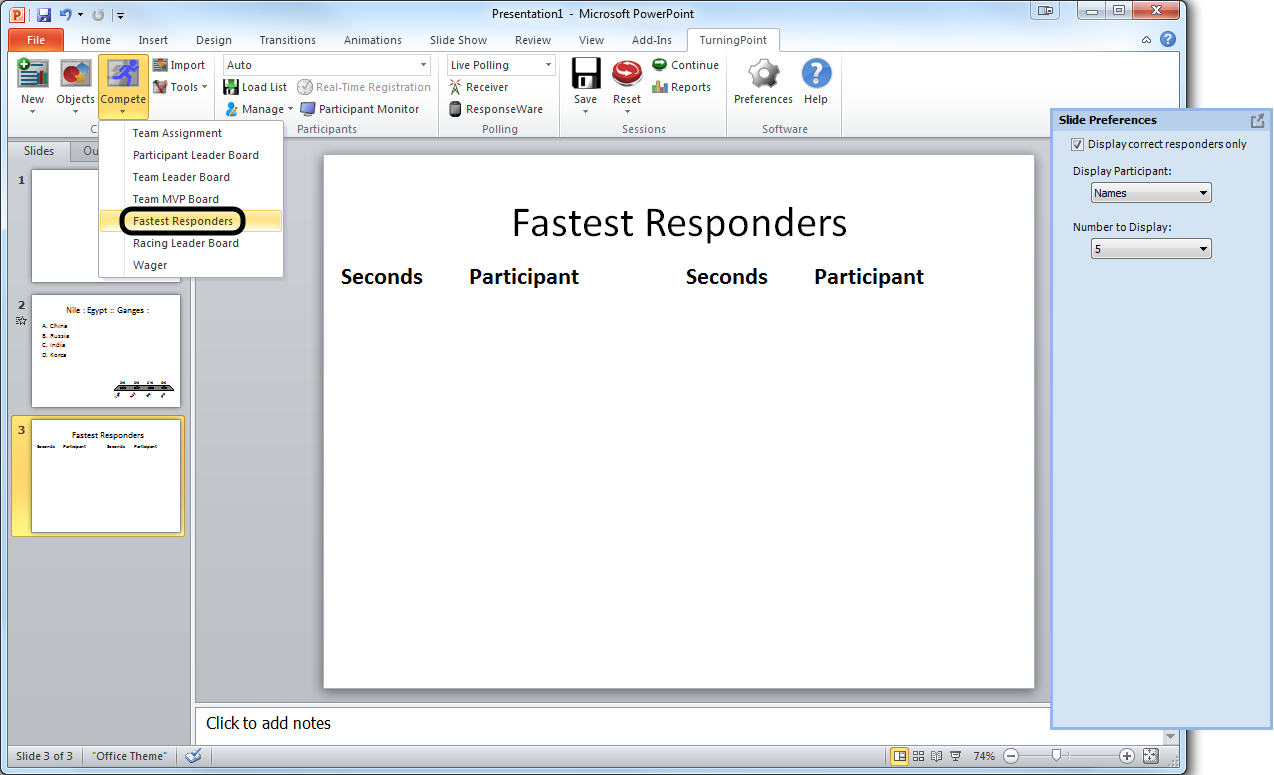 Presentation1 - Microsoft PowerPoint
File Home Insert Design Transitions Animations Slide Show Review View Add-Ins TurningPoint
New Objects Compete
Import
Tools
Auto
Load List Real-Time Registration
Manage Participant Monitor
Participants
Live Polling
Receiver
ResponseWare
Polling
Save Reset
Continue
Reports
Sessions
Preferences Help
Software
Team Assignment
Participant Leader Board
Team Leader Board
Team MVP Board
Fastest Responders
Racing Leader Board
Wager
Slides Ou
1
2
Nile : Egypt :: Ganges :
A. China
B. Russia
C. India
D. Korea
3
Fastest Responders
Seconds Participant Seconds Participant
Fastest Responders
Seconds Participant Seconds Participant
Click to add notes
Slide Preferences
Display correct responders only
Display Participant:
Names
Number to Display:
5
Slide 3 of 3 "Office Theme" 74%